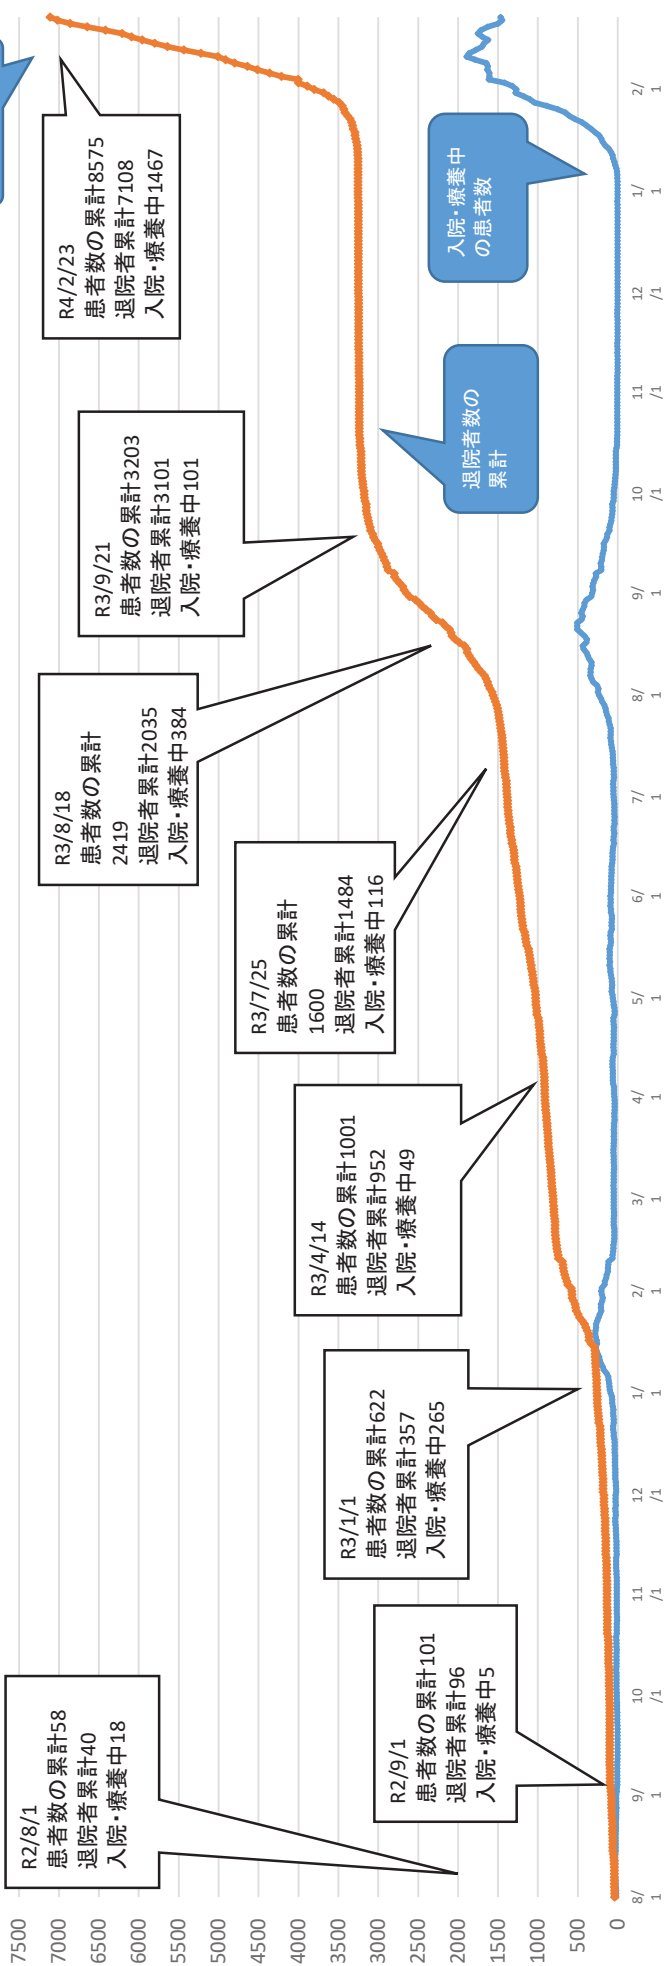 7500
7000
6500
6000
5500
5000
4500
4000
3500
3000
2500
2000
1500
1000
500
0
R2/8/1
患者数の累計58
退院者累計40
入院・療養中18
R2/9/1
患者数の累計101
退院者累計96
入院・療養中5
R3/1/1
患者数の累計622
退院者累計357
入院・療養中265
R3/4/14
患者数の累計1001
退院者累計952
入院・療養中49
R3/7/25
患者数の累計
1600
退院者累計1484
入院・療養中116
R3/8/18
患者数の累計
2419
退院者累計2035
入院・療養中384
R3/9/21
患者数の累計3203
退院者累計3101
入院・療養中101
R4/2/23
患者数の累計8575
退院者累計7108
入院・療養中1467
退院者数の
累計
入院・療養中
の患者数
8/
1
9/
1
10
/1
11
/1
12
/1
1/
1
2/
1
3/
1
4/
1
5/
1
6/
1
7/
1
8/
1
9/
1
10
/1
11
/1
12
/1
1/
1
2/
1